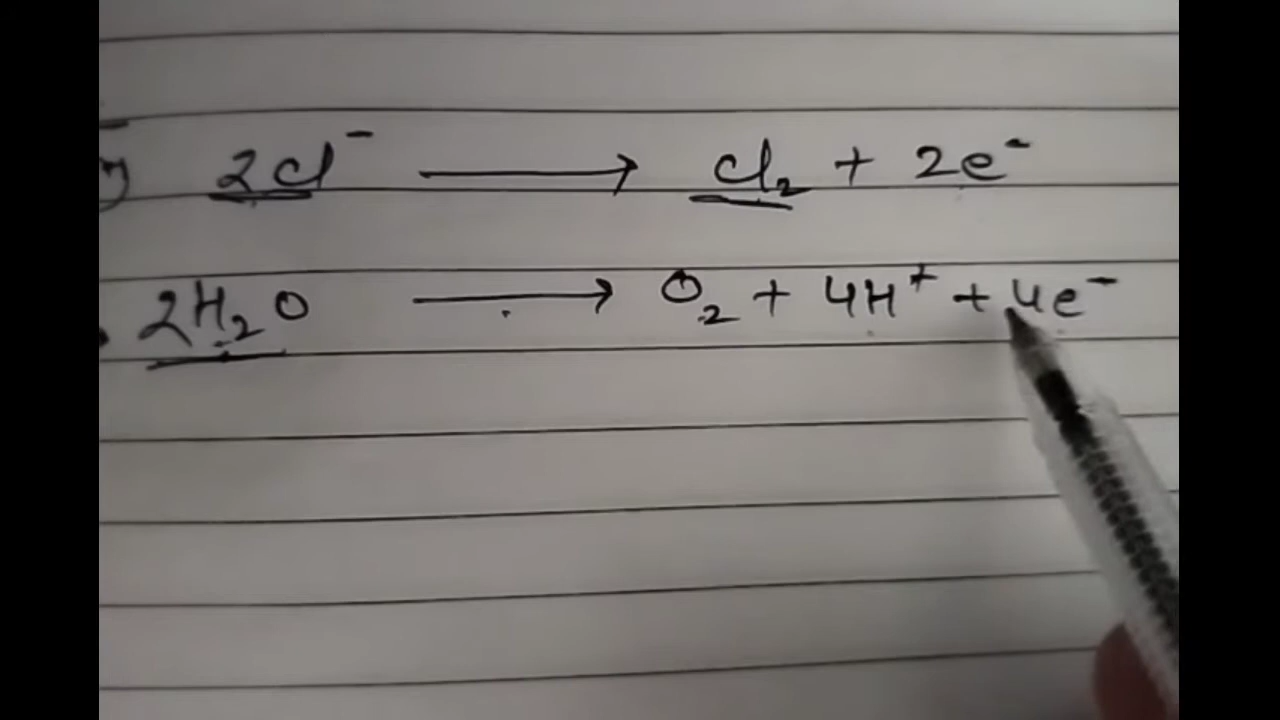 2Cl⁻ ⟶ Cl₂ + 2e⁻
2H₂O ⟶ O₂ + 4H⁺ + 4e⁻